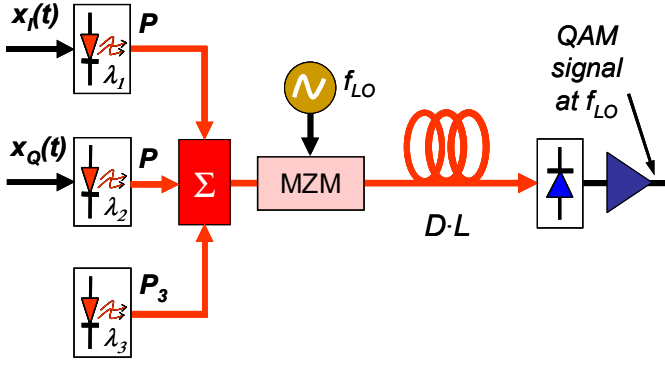 x_I(t)
P
λ_1
x_Q(t)
P
λ_2
P_3
λ_3
Σ
f_LO
MZM
D·L
QAM
signal
at f_LO